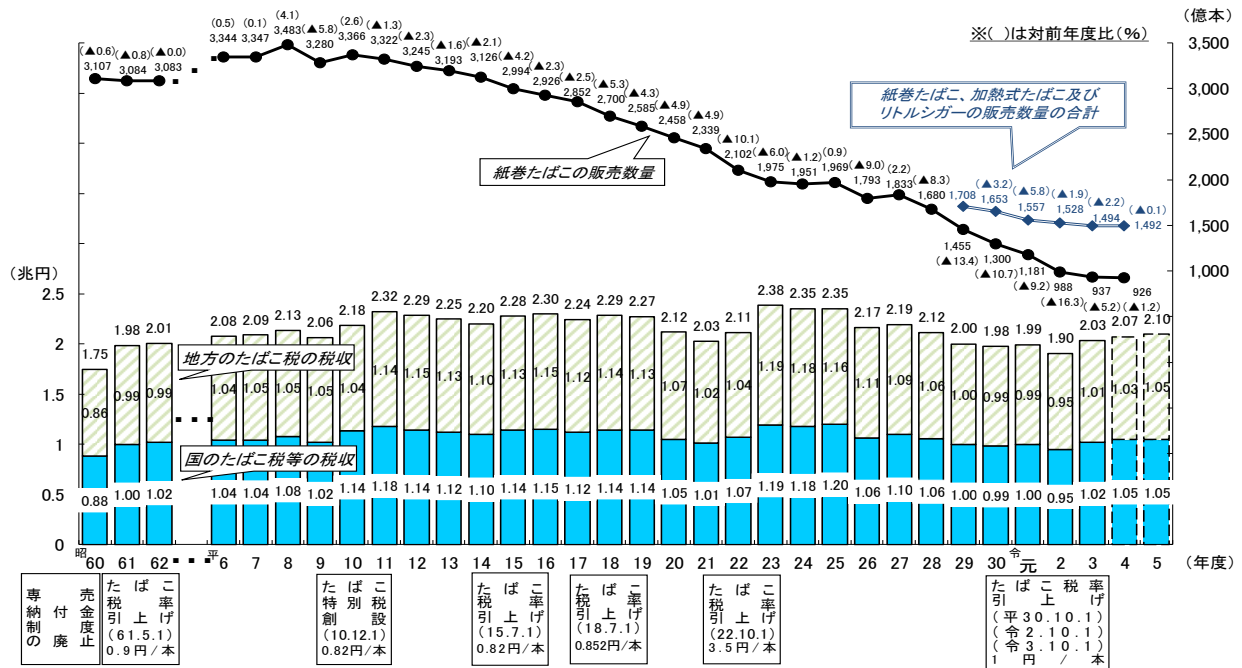 (億本)
※( )は対前年度比(%)
(▲0.6) (▲0.8) (▲0.0) (0.5) (0.1) (4.1) (▲5.8) (2.6) (▲1.3) (▲2.3) (▲1.6) (▲2.1) (▲4.2) (▲2.3) (▲2.5) (▲5.3) (▲4.3) (▲4.9) (▲4.9) (▲10.1) (▲6.0) (▲1.2) (0.9) (▲9.0) (2.2) (▲8.3)
3,107 3,084 3,083 3,344 3,347 3,483 3,280 3,366 3,322 3,245 3,193 3,126 2,994 2,926 2,852 2,700 2,585 2,458 2,339 2,102 1,975 1,951 1,969 1,793 1,833 1,680
1,455 1,300 1,181 988 937 926
(▲13.4) (▲10.7) (▲9.2) (▲16.3) (▲5.2) (▲1.2)
紙巻たばこ、加熱式たばこ及び
リトルシガーの販売数量の合計
(▲3.2) (▲5.8) (▲1.9) (▲2.2) (▲0.1)
1,708 1,653 1,557 1,528 1,494 1,492
紙巻たばこの販売数量
3,500
3,000
2,500
2,000
1,500
1,000
(兆円)
2.5
2
1.5
1
0.5
0
1.75 1.98 2.01 2.08 2.09 2.13 2.06 2.18 2.32 2.29 2.25 2.20 2.28 2.30 2.24 2.29 2.27 2.12 2.03 2.11 2.38 2.35 2.35 2.17 2.19 2.12 2.00 1.98 1.99 1.90 2.03 2.07 2.10
地方のたばこ税の税収
0.86 0.99 0.99 1.04 1.05 1.05 1.05 1.04 1.14 1.15 1.13 1.10 1.13 1.15 1.12 1.14 1.13 1.07 1.02 1.04 1.19 1.18 1.16 1.11 1.09 1.06 1.00 0.99 0.99 0.95 1.01 1.03 1.05
国のたばこ税等の税収
0.88 1.00 1.02 1.04 1.04 1.08 1.02 1.14 1.18 1.14 1.12 1.10 1.14 1.15 1.12 1.14 1.14 1.05 1.01 1.07 1.19 1.18 1.20 1.06 1.10 1.06 1.00 0.99 1.00 0.95 1.02 1.05 1.05
昭 平 令
60 61 62 6 7 8 9 10 11 12 13 14 15 16 17 18 19 20 21 22 23 24 25 26 27 28 29 30 元 2 3 4 5 (年度)
専売
納付金
制度
の廃止
たばこ
税率
引上げ
(61.5.1)
0.9円/本
たばこ
特別税
創設
(10.12.1)
0.82円/本
たばこ
税率
引上げ
(15.7.1)
0.82円/本
たばこ
税率
引上げ
(18.7.1)
0.852円/本
たばこ
税率
引上げ
(22.10.1)
3.5円/本
たばこ税率
引上げ
(平30.10.1)
(令2.10.1)
(令3.10.1)
1円/本